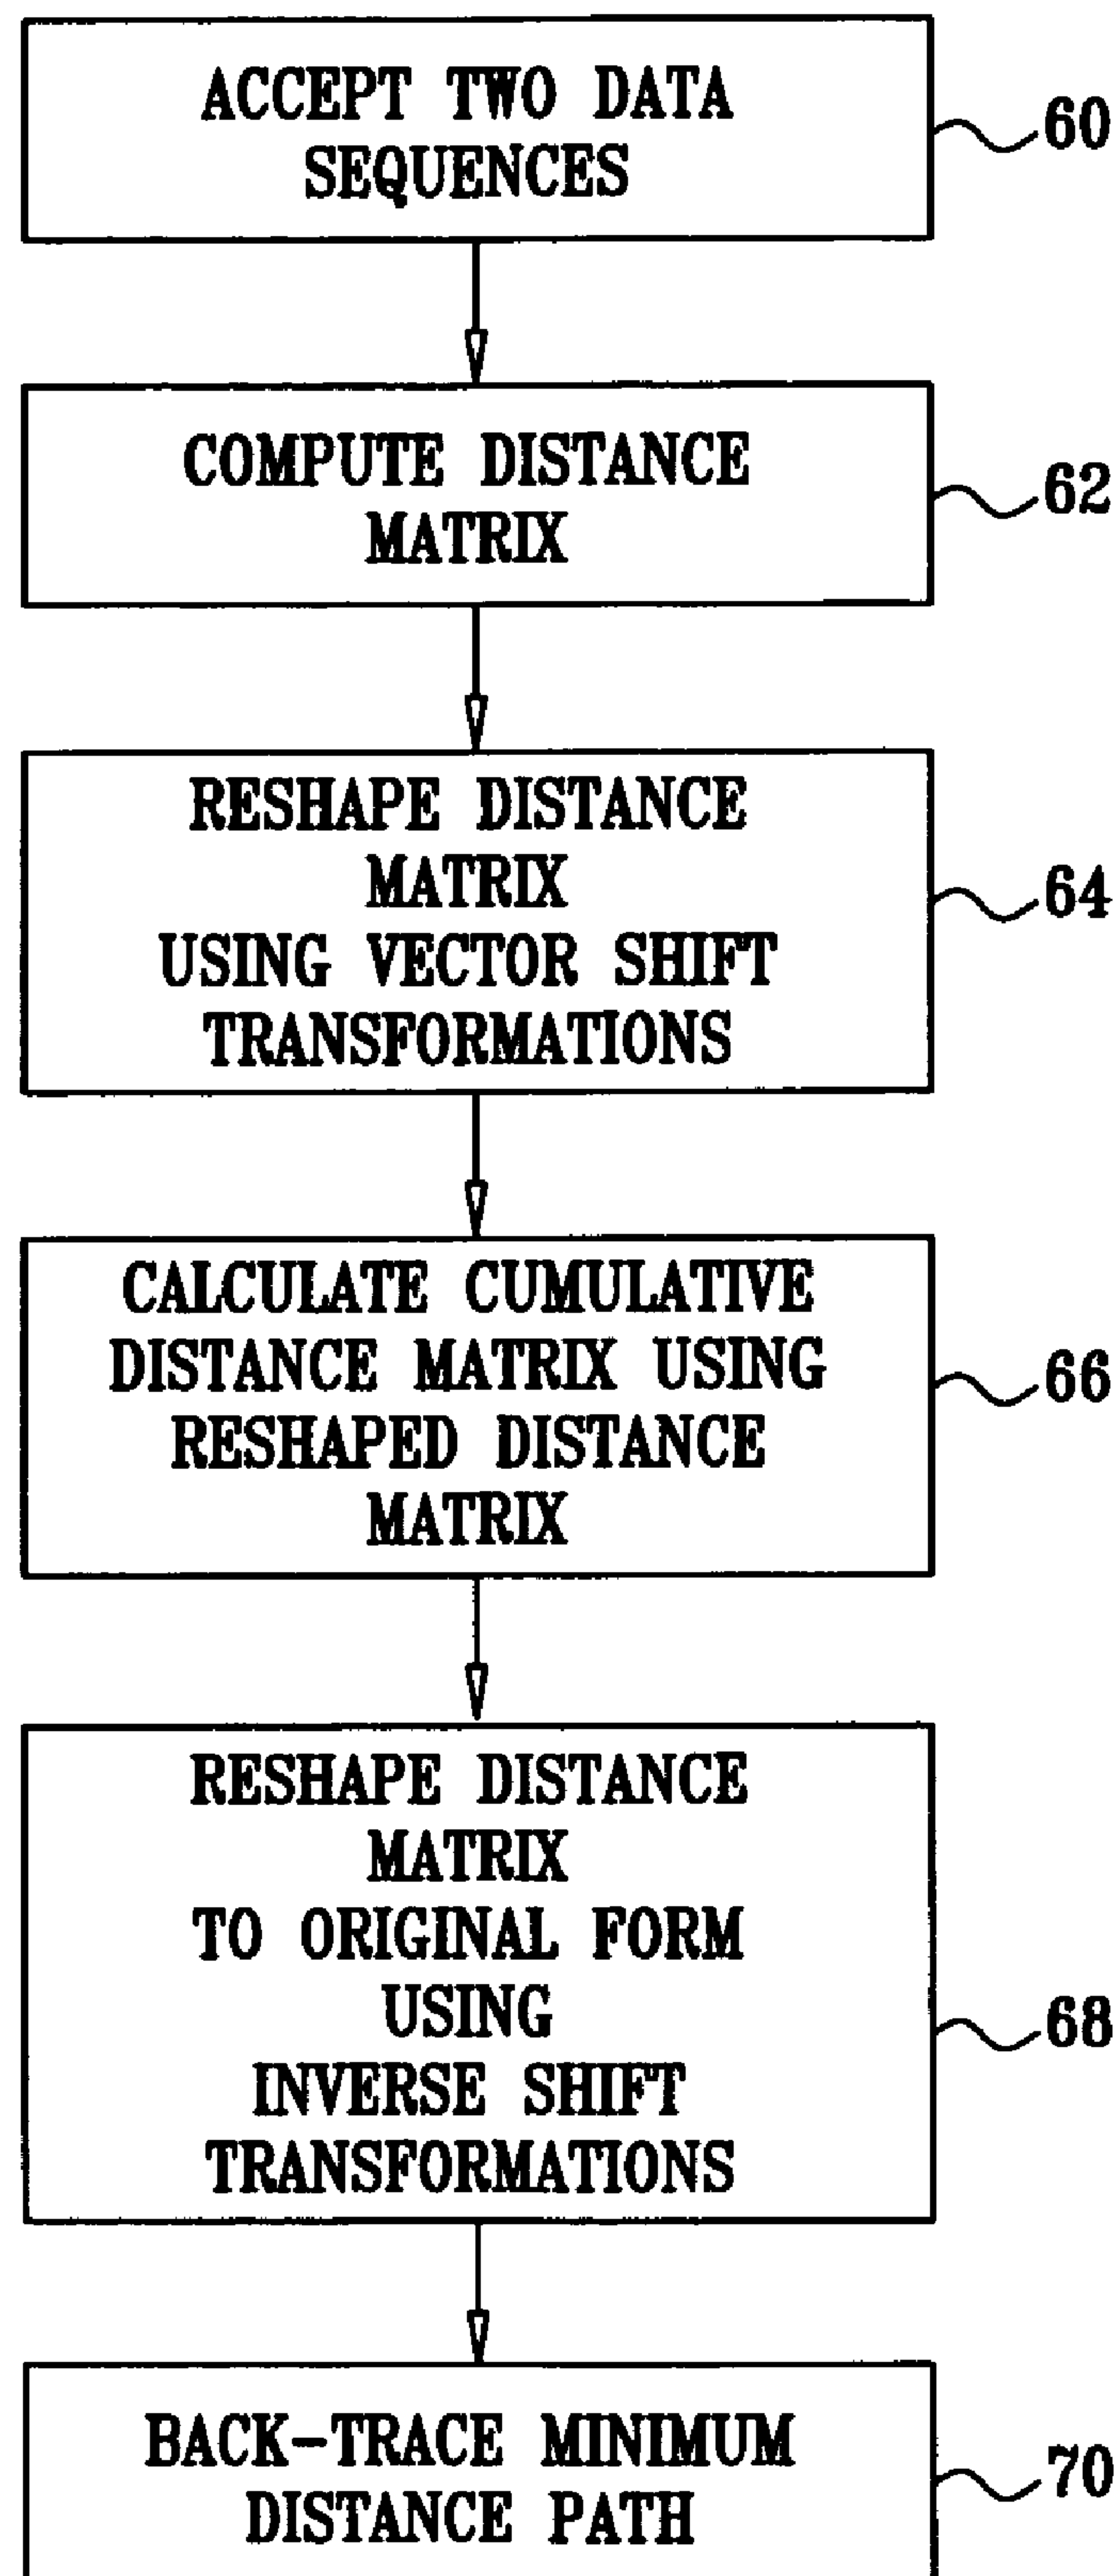 ACCEPT TWO DATA
SEQUENCES
60
COMPUTE DISTANCE
MATRIX
62
RESHAPE DISTANCE
MATRIX
USING VECTOR SHIFT
TRANSFORMATIONS
64
CALCULATE CUMULATIVE
DISTANCE MATRIX USING
RESHAPED DISTANCE
MATRIX
66
RESHAPE DISTANCE
MATRIX
TO ORIGINAL FORM
USING
INVERSE SHIFT
TRANSFORMATIONS
68
BACK-TRACE MINIMUM
DISTANCE PATH
70